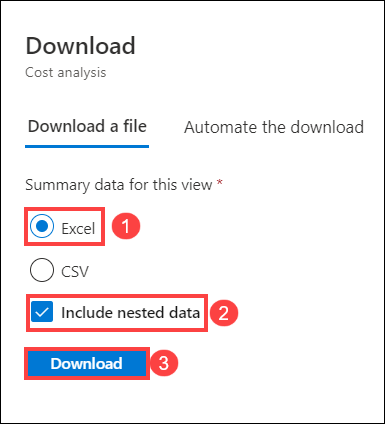 Download
Cost analysis
Download a file Automate the download
Summary data for this view *
Excel 1
CSV
Include nested data 2
Download 3